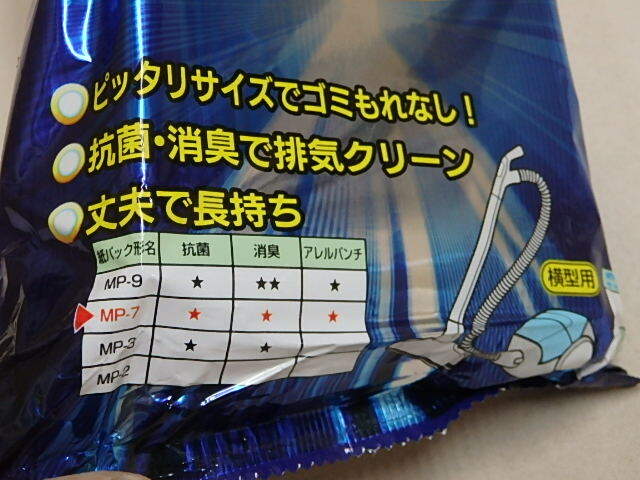 ピッタリサイズでゴミもれなし!
抗菌・消臭で排気クリーン
丈夫で長持ち
紙パック形名 抗菌 消臭 アレルパンチ
MP-9 ★ ★★ ★
MP-7 ★ ★ ★
MP-3 ★ ★
MP-2
横型用